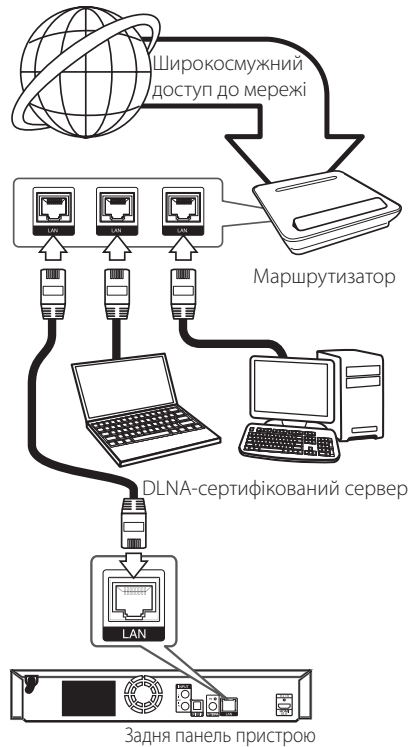 Широкосмужний
доступ до мережі
LAN
LAN
LAN
Маршрутизатор
DLNA-сертифікований сервер
LAN
Задня панель пристрою